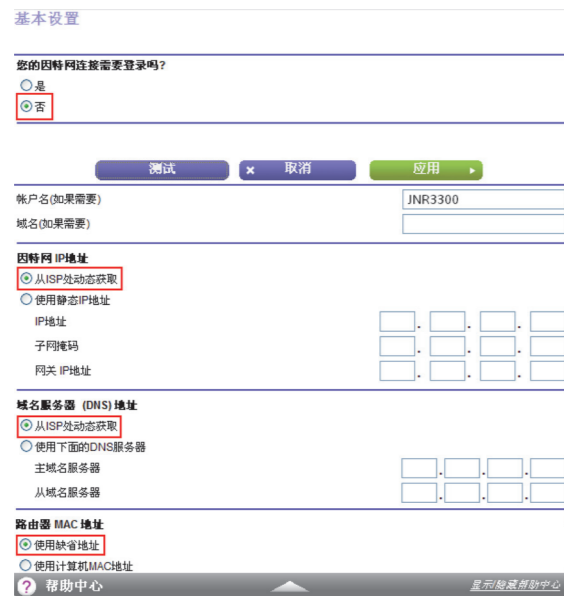 基本设置
您的因特网连接需要登录吗?
是
否
测试
× 取消
应用
帐户名(如果需要) JNR3300
域名(如果需要)
因特网 IP地址
从ISP处动态获取
使用静态IP地址
IP地址
子网掩码
网关 IP地址
域名服务器 (DNS) 地址
从ISP处动态获取
使用下面的DNS服务器
主域名服务器
从域名服务器
路由器 MAC 地址
使用缺省地址
使用计算机MAC地址
? 帮助中心 显示/隐藏帮助中心